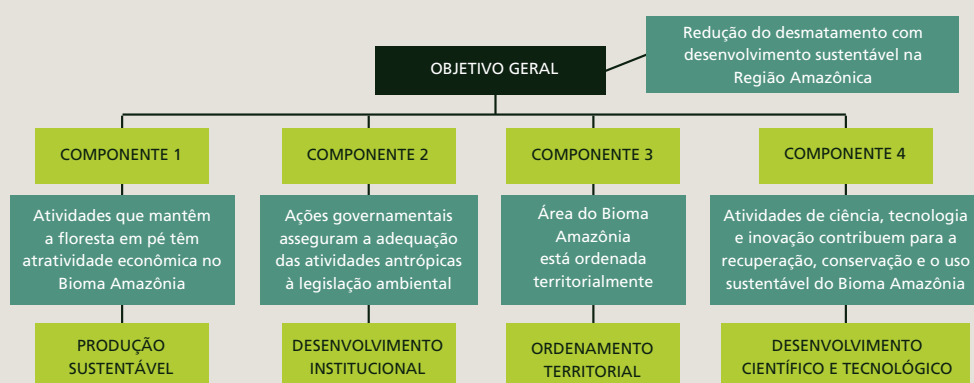 OBJETIVO GERAL
Redução do desmatamento com
desenvolvimento sustentável na
Região Amazônica
COMPONENTE 1
COMPONENTE 2
COMPONENTE 3
COMPONENTE 4
Atividades que mantêm
a floresta em pé têm
atratividade econômica no
Bioma Amazônia
Ações governamentais
asseguram a adequação
das atividades antrópicas
à legislação ambiental
Área do Bioma
Amazônia
está ordenada
territorialmente
Atividades de ciência, tecnologia
e inovação contribuem para a
recuperação, conservação e o uso
sustentável do Bioma Amazônia
PRODUÇÃO
SUSTENTÁVEL
DESENVOLVIMENTO
INSTITUCIONAL
ORDENAMENTO
TERRITORIAL
DESENVOLVIMENTO
CIENTÍFICO E TECNOLÓGICO